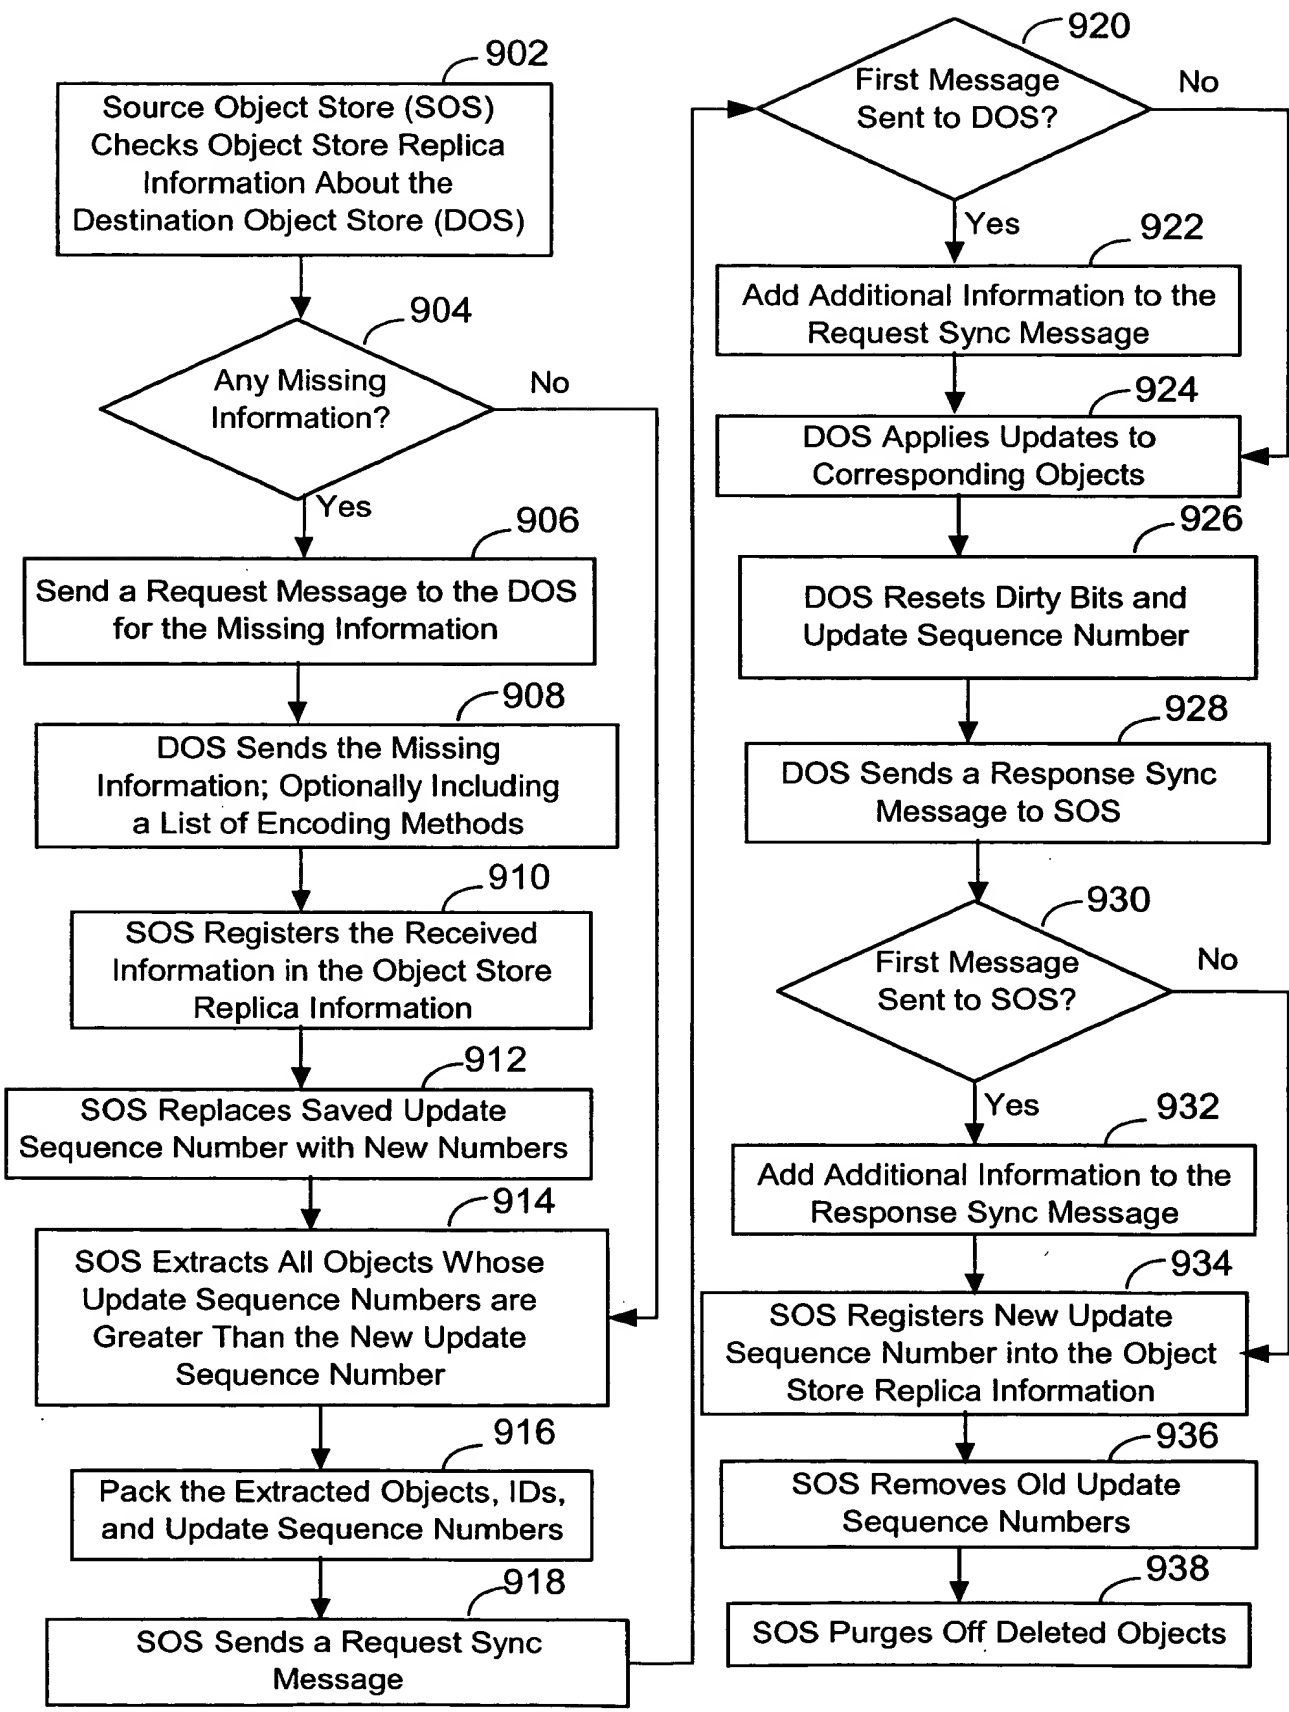 902
Source Object Store (SOS)
Checks Object Store Replica
Information About the
Destination Object Store (DOS)
904
Any Missing
Information?
No
Yes
906
Send a Request Message to the DOS
for the Missing Information
908
DOS Sends the Missing
Information; Optionally Including
a List of Encoding Methods
910
SOS Registers the Received
Information in the Object Store
Replica Information
912
SOS Replaces Saved Update
Sequence Number with New Numbers
914
SOS Extracts All Objects Whose
Update Sequence Numbers are
Greater Than the New Update
Sequence Number
916
Pack the Extracted Objects, IDs,
and Update Sequence Numbers
918
SOS Sends a Request Sync
Message
920
First Message
Sent to DOS?
No
Yes
922
Add Additional Information to the
Request Sync Message
924
DOS Applies Updates to
Corresponding Objects
926
DOS Resets Dirty Bits and
Update Sequence Number
928
DOS Sends a Response Sync
Message to SOS
930
First Message
Sent to SOS?
No
Yes
932
Add Additional Information to the
Response Sync Message
934
SOS Registers New Update
Sequence Number into the Object
Store Replica Information
936
SOS Removes Old Update
Sequence Numbers
938
SOS Purges Off Deleted Objects